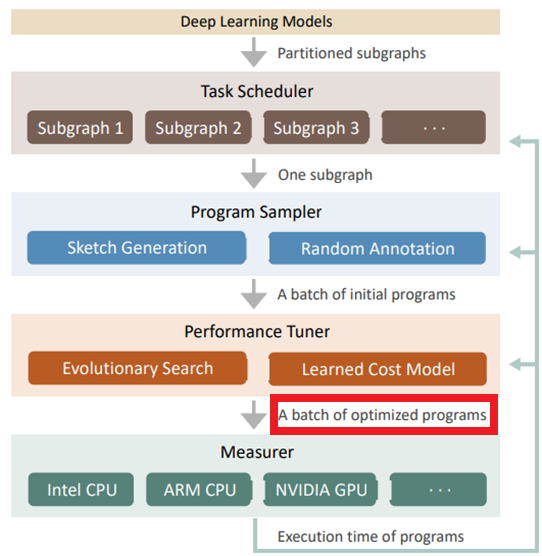 Deep Learning Models
Partitioned subgraphs
Task Scheduler
Subgraph 1
Subgraph 2
Subgraph 3
...
One subgraph
Program Sampler
Sketch Generation
Random Annotation
A batch of initial programs
Performance Tuner
Evolutionary Search
Learned Cost Model
A batch of optimized programs
Measurer
Intel CPU
ARM CPU
NVIDIA GPU
...
Execution time of programs